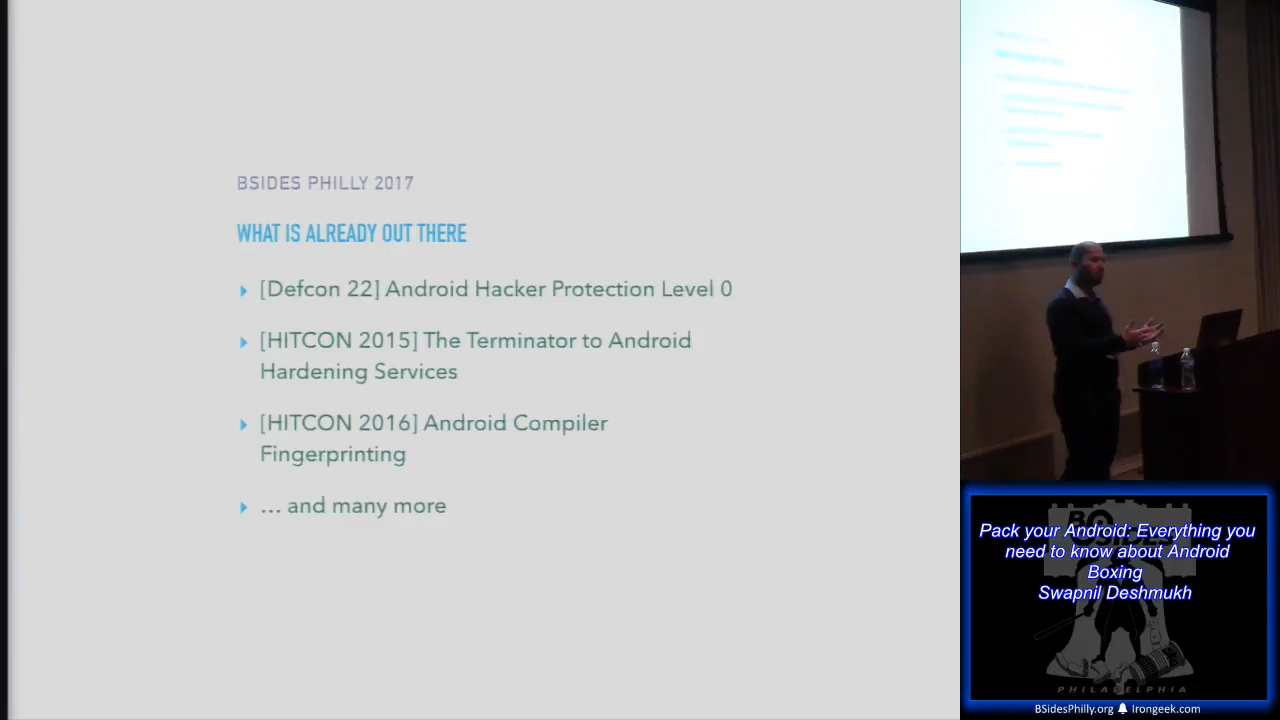 BSIDES PHILLY 2017
WHAT IS ALREADY OUT THERE
[Defcon 22] Android Hacker Protection Level 0
[HITCON 2015] The Terminator to Android
Hardening Services
[HITCON 2016] Android Compiler
Fingerprinting
... and many more
Pack your Android: Everything you
need to know about Android
Boxing
Swapnil Deshmukh
PHILADELPHIA
BSidesPhilly.org Irongeek.com